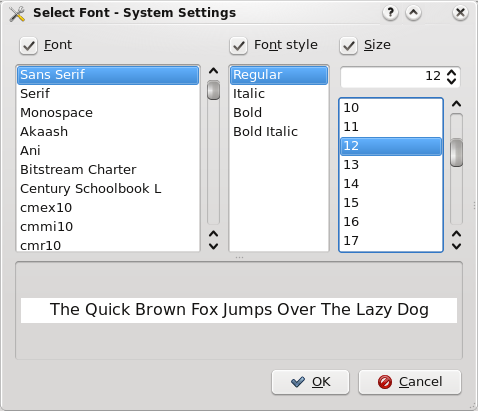 Select Font - System Settings
Font
Font style
Size
Sans Serif
Serif
Monospace
Akaash
Ani
Bitstream Charter
Century Schoolbook L
cmex10
cmmi10
cmr10
Regular
Italic
Bold
Bold Italic
12
10
11
12
13
14
15
16
17
The Quick Brown Fox Jumps Over The Lazy Dog
OK
Cancel